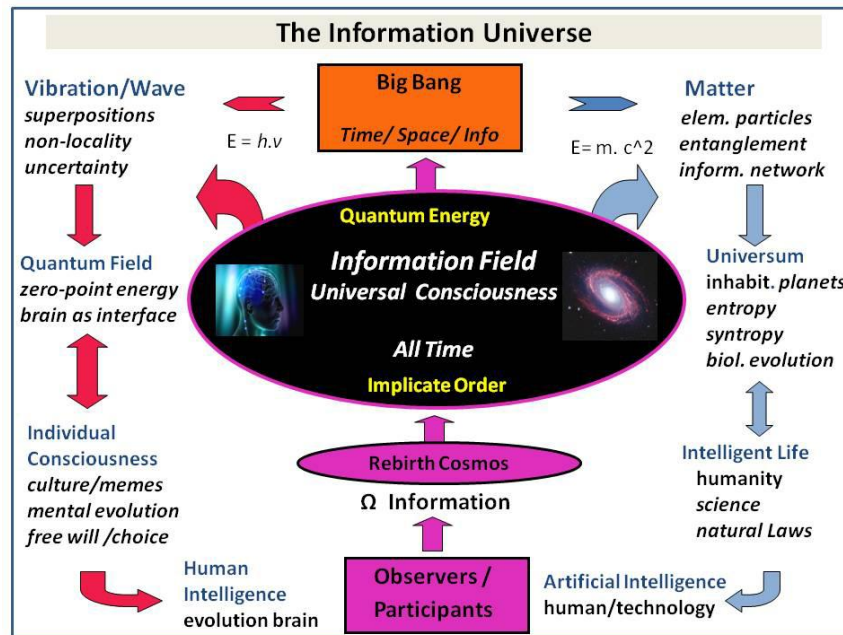 The Information Universe
Vibration/Wave
superpositions
non-locality
uncertainty
E = h.v
Big Bang
Time/ Space/ Info
E= m. c^2
Matter
elem. particles
entanglement
inform. network
Quantum Energy
Information Field
Universal Consciousness
All Time
Implicate Order
Quantum Field
zero-point energy
brain as interface
Universum
inhabit. planets
entropy
syntropy
biol. evolution
Individual
Consciousness
culture/memes
mental evolution
free will /choice
Rebirth Cosmos
Ω Information
Intelligent Life
humanity
science
natural Laws
Human
Intelligence
evolution brain
Observers /
Participants
Artificial Intelligence
human/technology